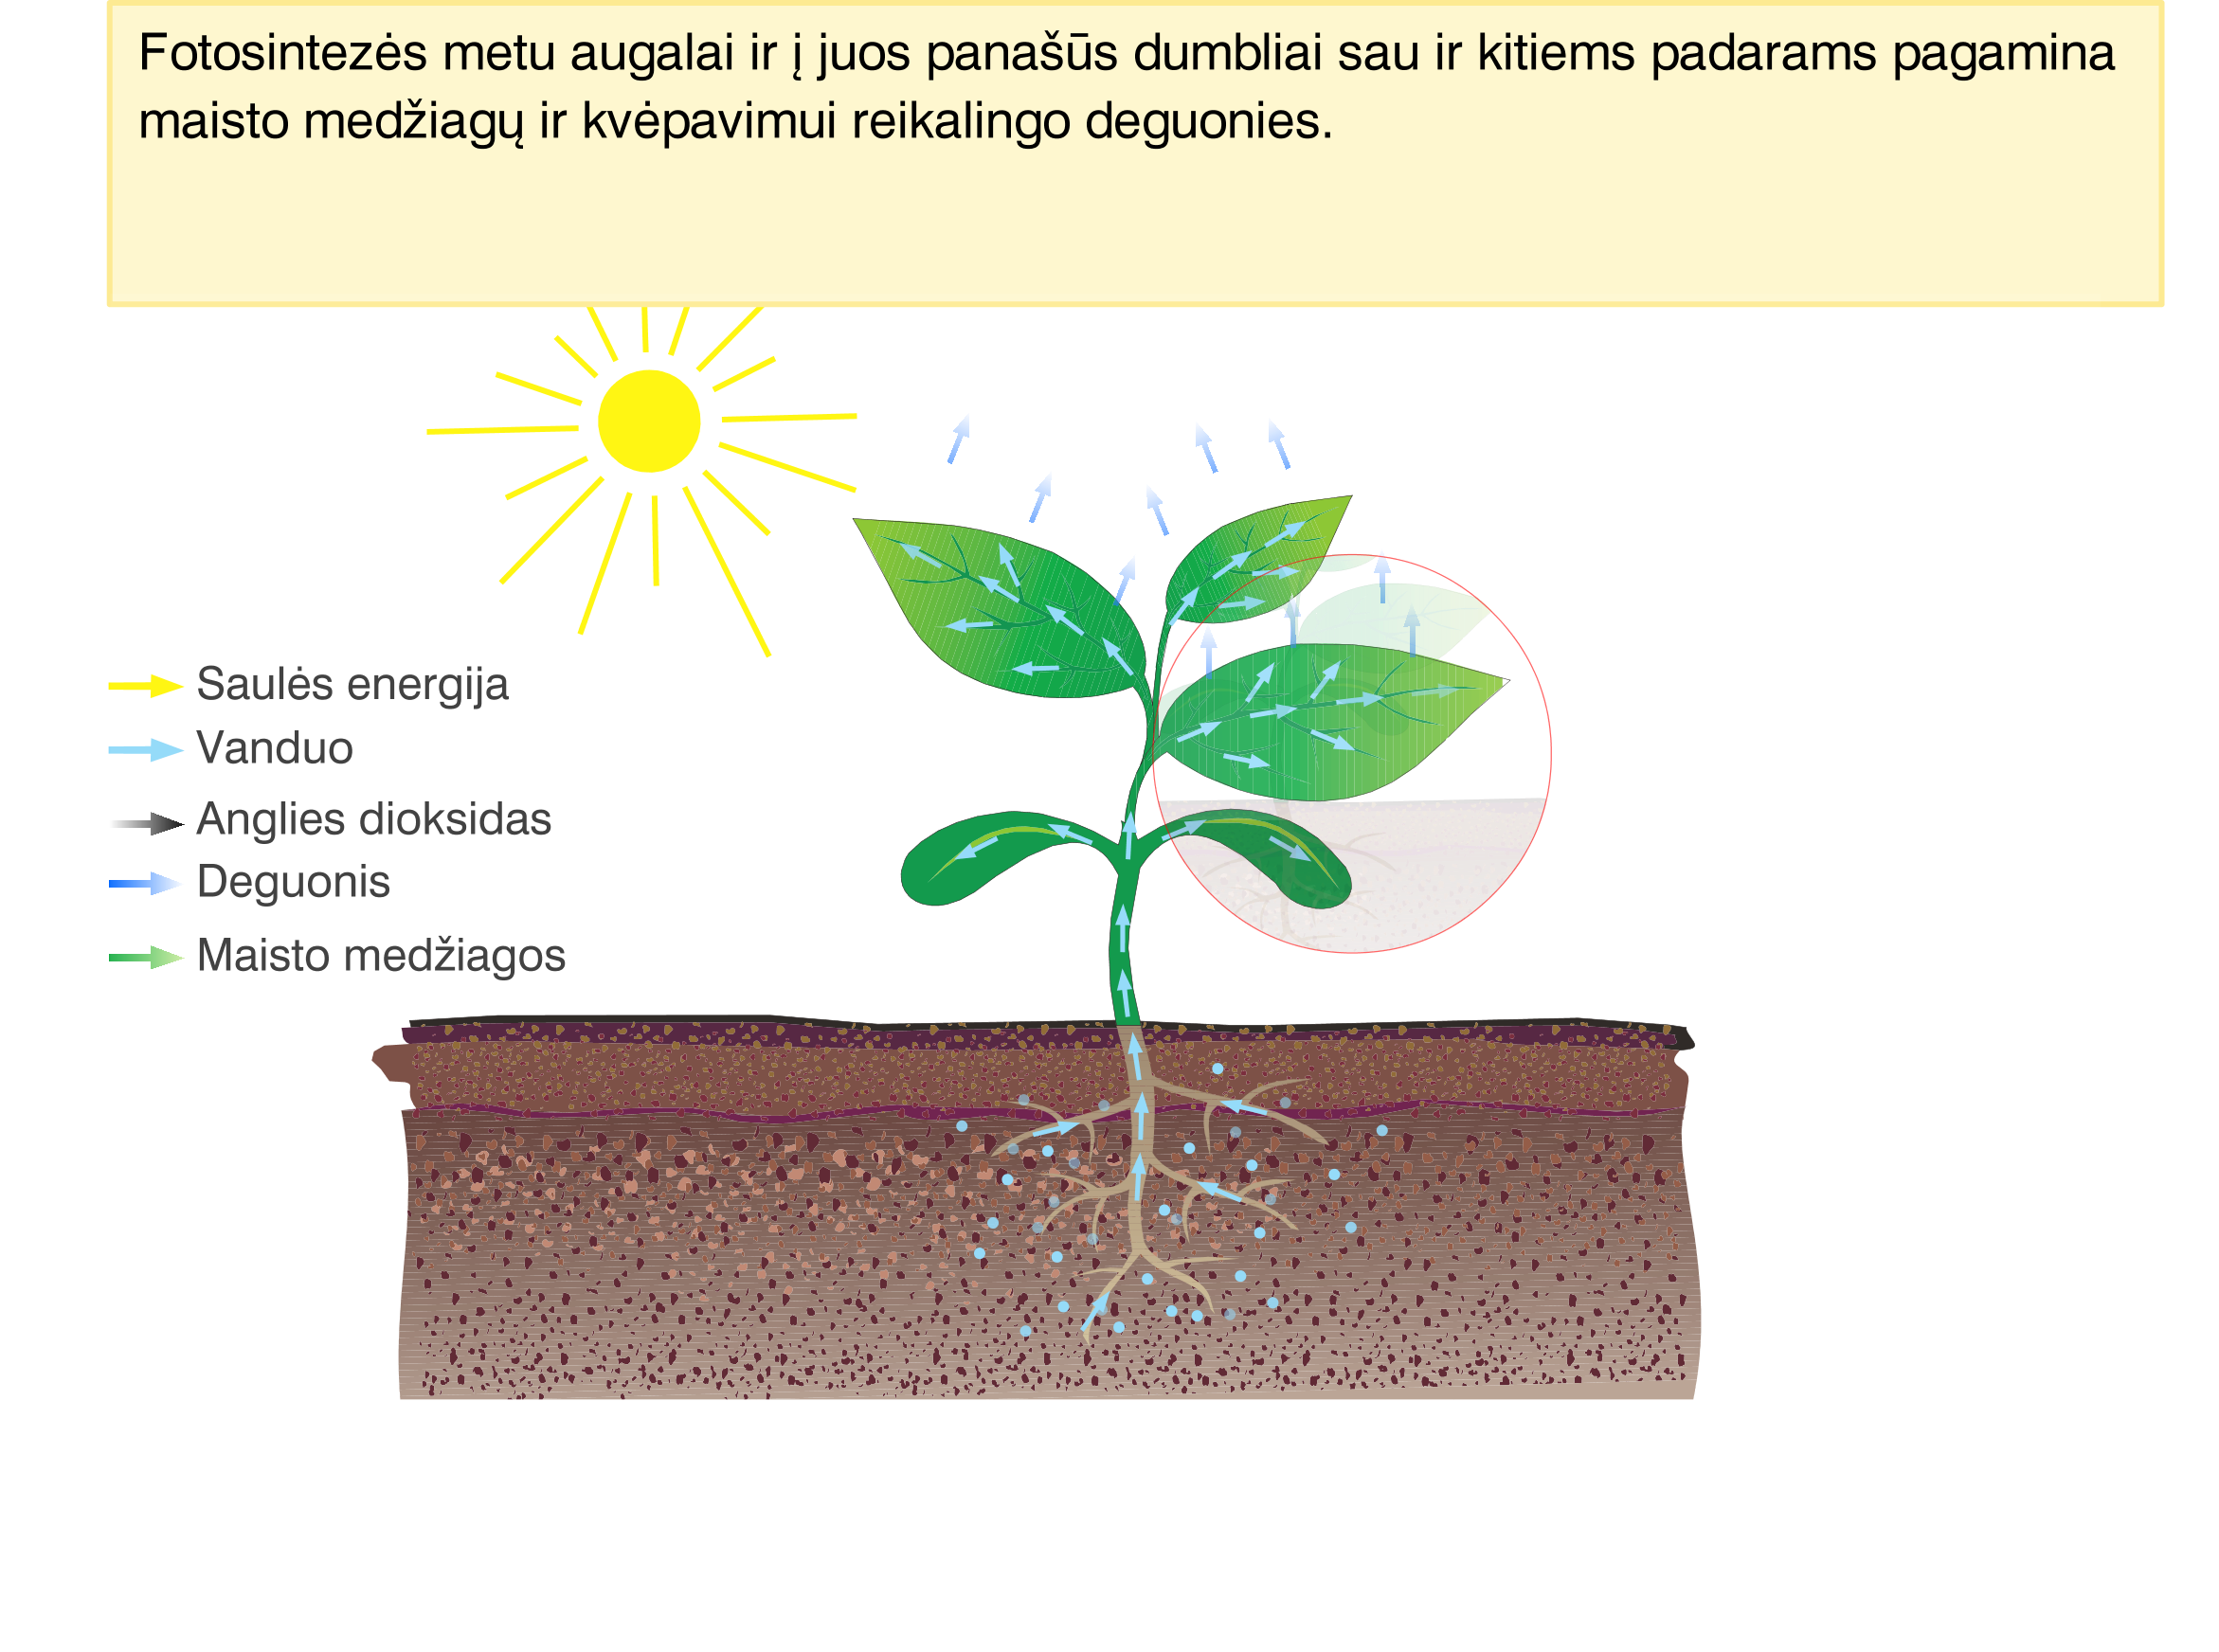 Fotosintezės metu augalai ir į juos panašūs dumbliai sau ir kitiems padarams pagamina
maisto medžiagų ir kvėpavimui reikalingo deguonies.
Saulės energija
Vanduo
Anglies dioksidas
Deguonis
Maisto medžiagos